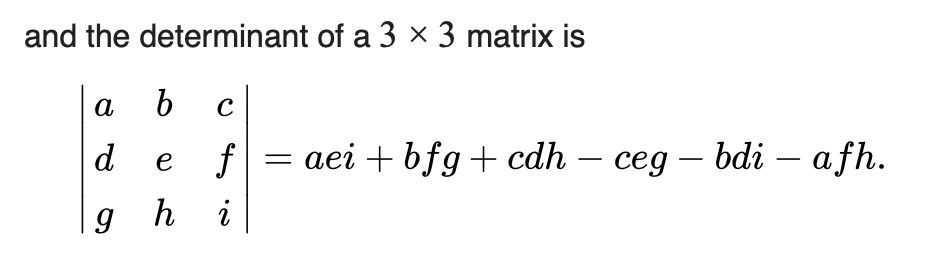 and the determinant of a 3 × 3 matrix is
| a b c |
| d e f | = aei + bfg + cdh − ceg − bdi − afh.
| g h i |